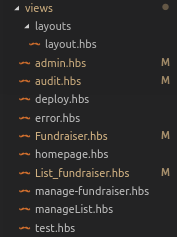 views
layouts
layout.hbs
admin.hbs M
audit.hbs M
deploy.hbs
error.hbs
Fundraiser.hbs M
homepage.hbs
List_fundraiser.hbs M
manage-fundraiser.hbs
manageList.hbs
test.hbs